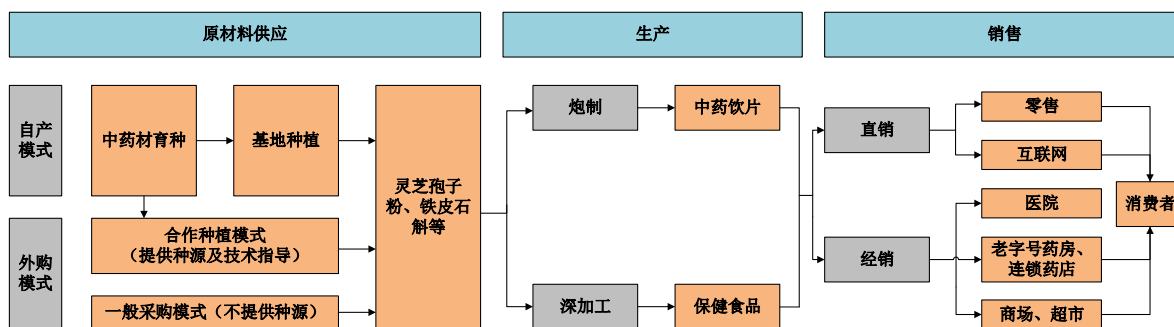 原材料供应
生产
销售
自产
模式
中药材育种
基地种植
外购
模式
合作种植模式
（提供种源及技术指导）
一般采购模式（不提供种源）
灵芝孢子
粉、铁皮石
斛等
炮制
中药饮片
深加工
保健食品
直销
零售
互联网
经销
医院
老字号药房、
连锁药店
商场、超市
消费者